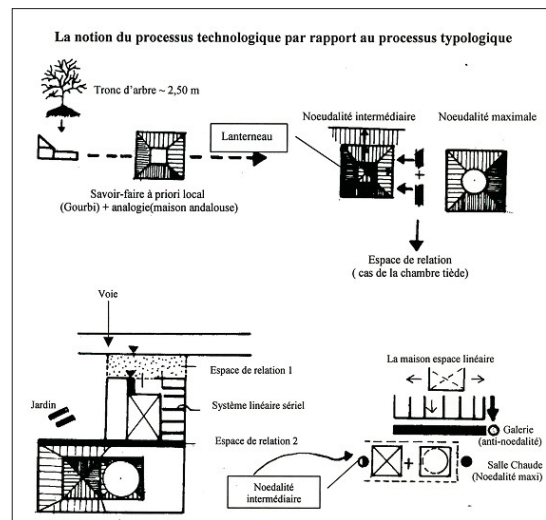 La notion du processus technologique par rapport au processus typologique
Tronc d'arbre ~ 2,50 m
Lanterneau
Noeudalité intermédiaire
Noeudalité maximale
Savoir-faire à priori local
(Gourbi) + analogie(maison andalouse)
Espace de relation
( cas de la chambre tiède)
Voie
Espace de relation 1
Jardin
Système linéaire sériel
Espace de relation 2
Noedalité
intermédiaire
La maison espace linéaire
Galerie
(anti-noedalité)
Salle Chaude
(Noedalité maxi)